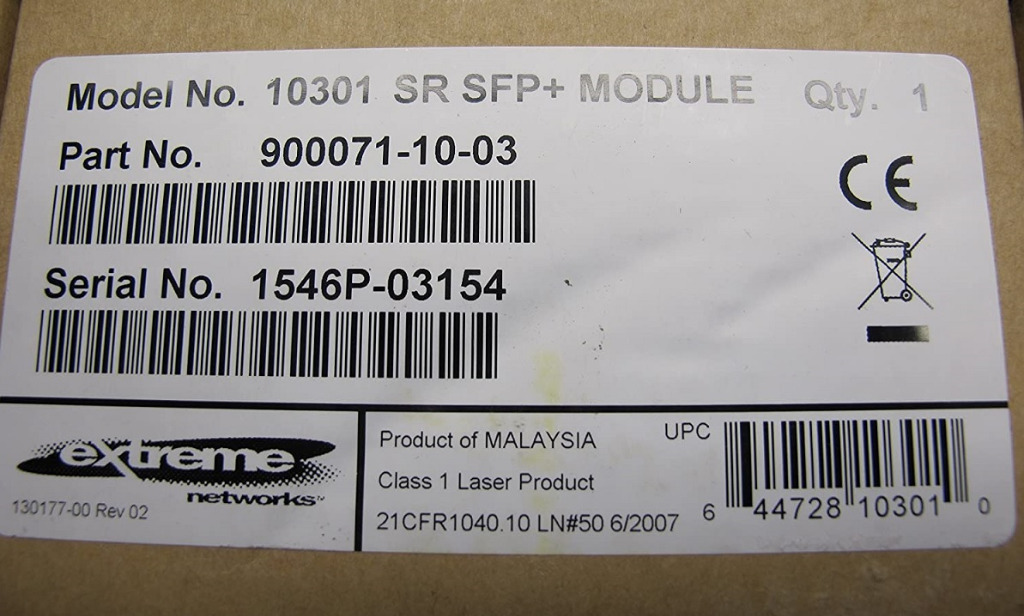 Model No. 10301 SR SFP+ MODULE Qty. 1
Part No. 900071-10-03
CE
Serial No. 1546P-03154
extreme
networks™
130177-00 Rev 02
Product of MALAYSIA
Class 1 Laser Product
21CFR1040.10 LN#50 6/2007
UPC
6 44728 10301 0